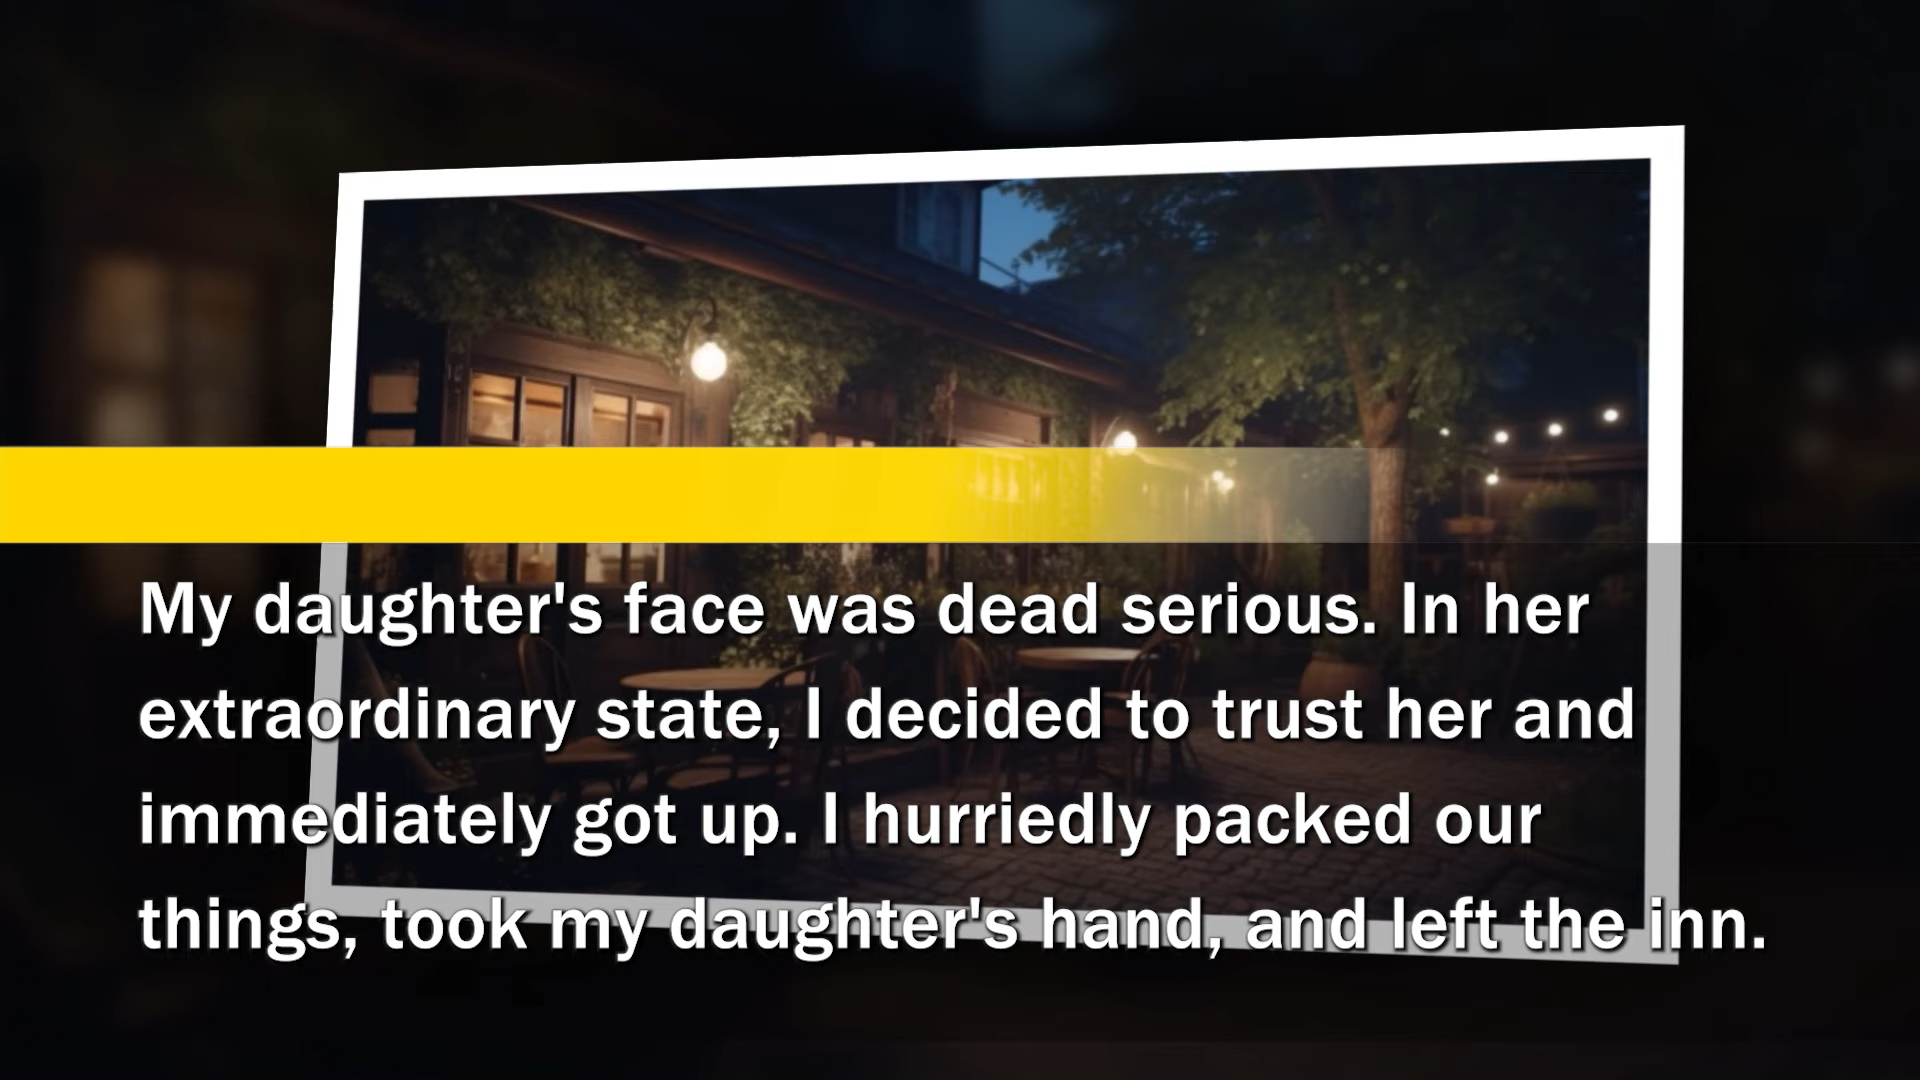 My daughter's face was dead serious. In her
extraordinary state, I decided to trust her and
immediately got up. I hurriedly packed our
things, took my daughter's hand, and left the inn.